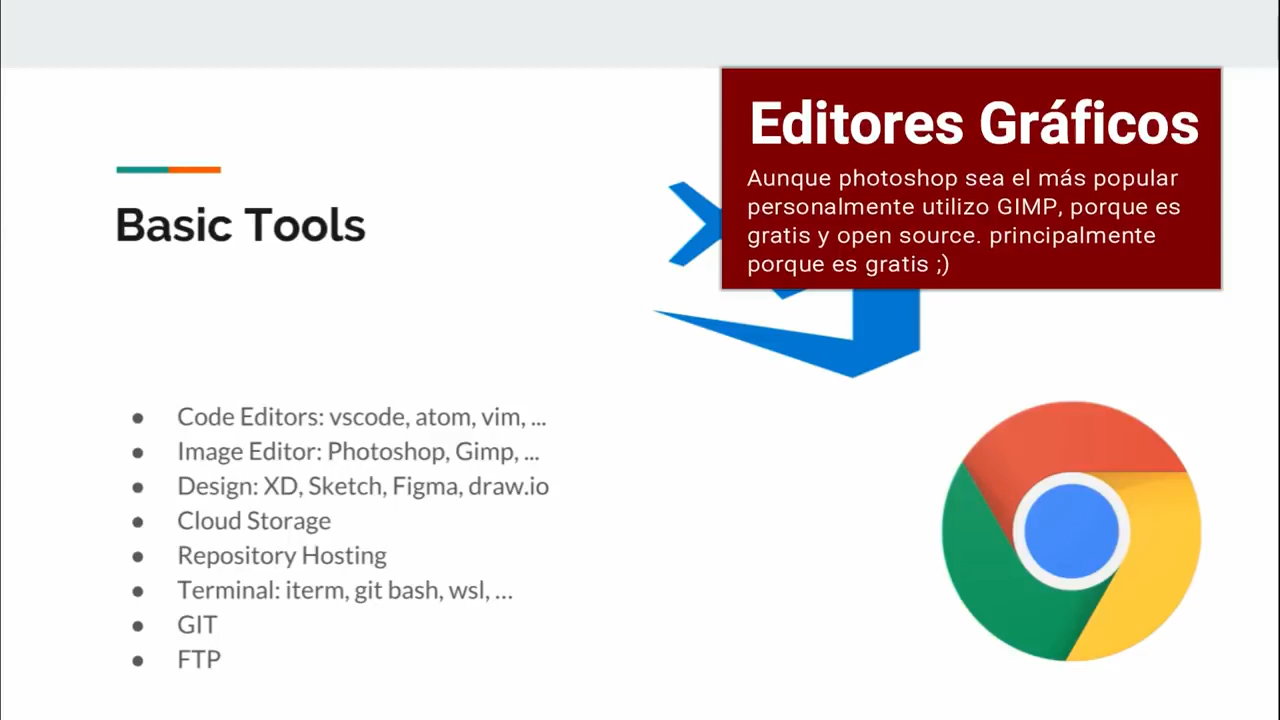 Editores Gráficos
Aunque photoshop sea el más popular
personalmente utilizo GIMP, porque es
gratis y open source. principalmente
porque es gratis ;)
Basic Tools
● Code Editors: vscode, atom, vim, ...
● Image Editor: Photoshop, Gimp, ...
● Design: XD, Sketch, Figma, draw.io
● Cloud Storage
● Repository Hosting
● Terminal: iterm, git bash, wsl, …
● GIT
● FTP